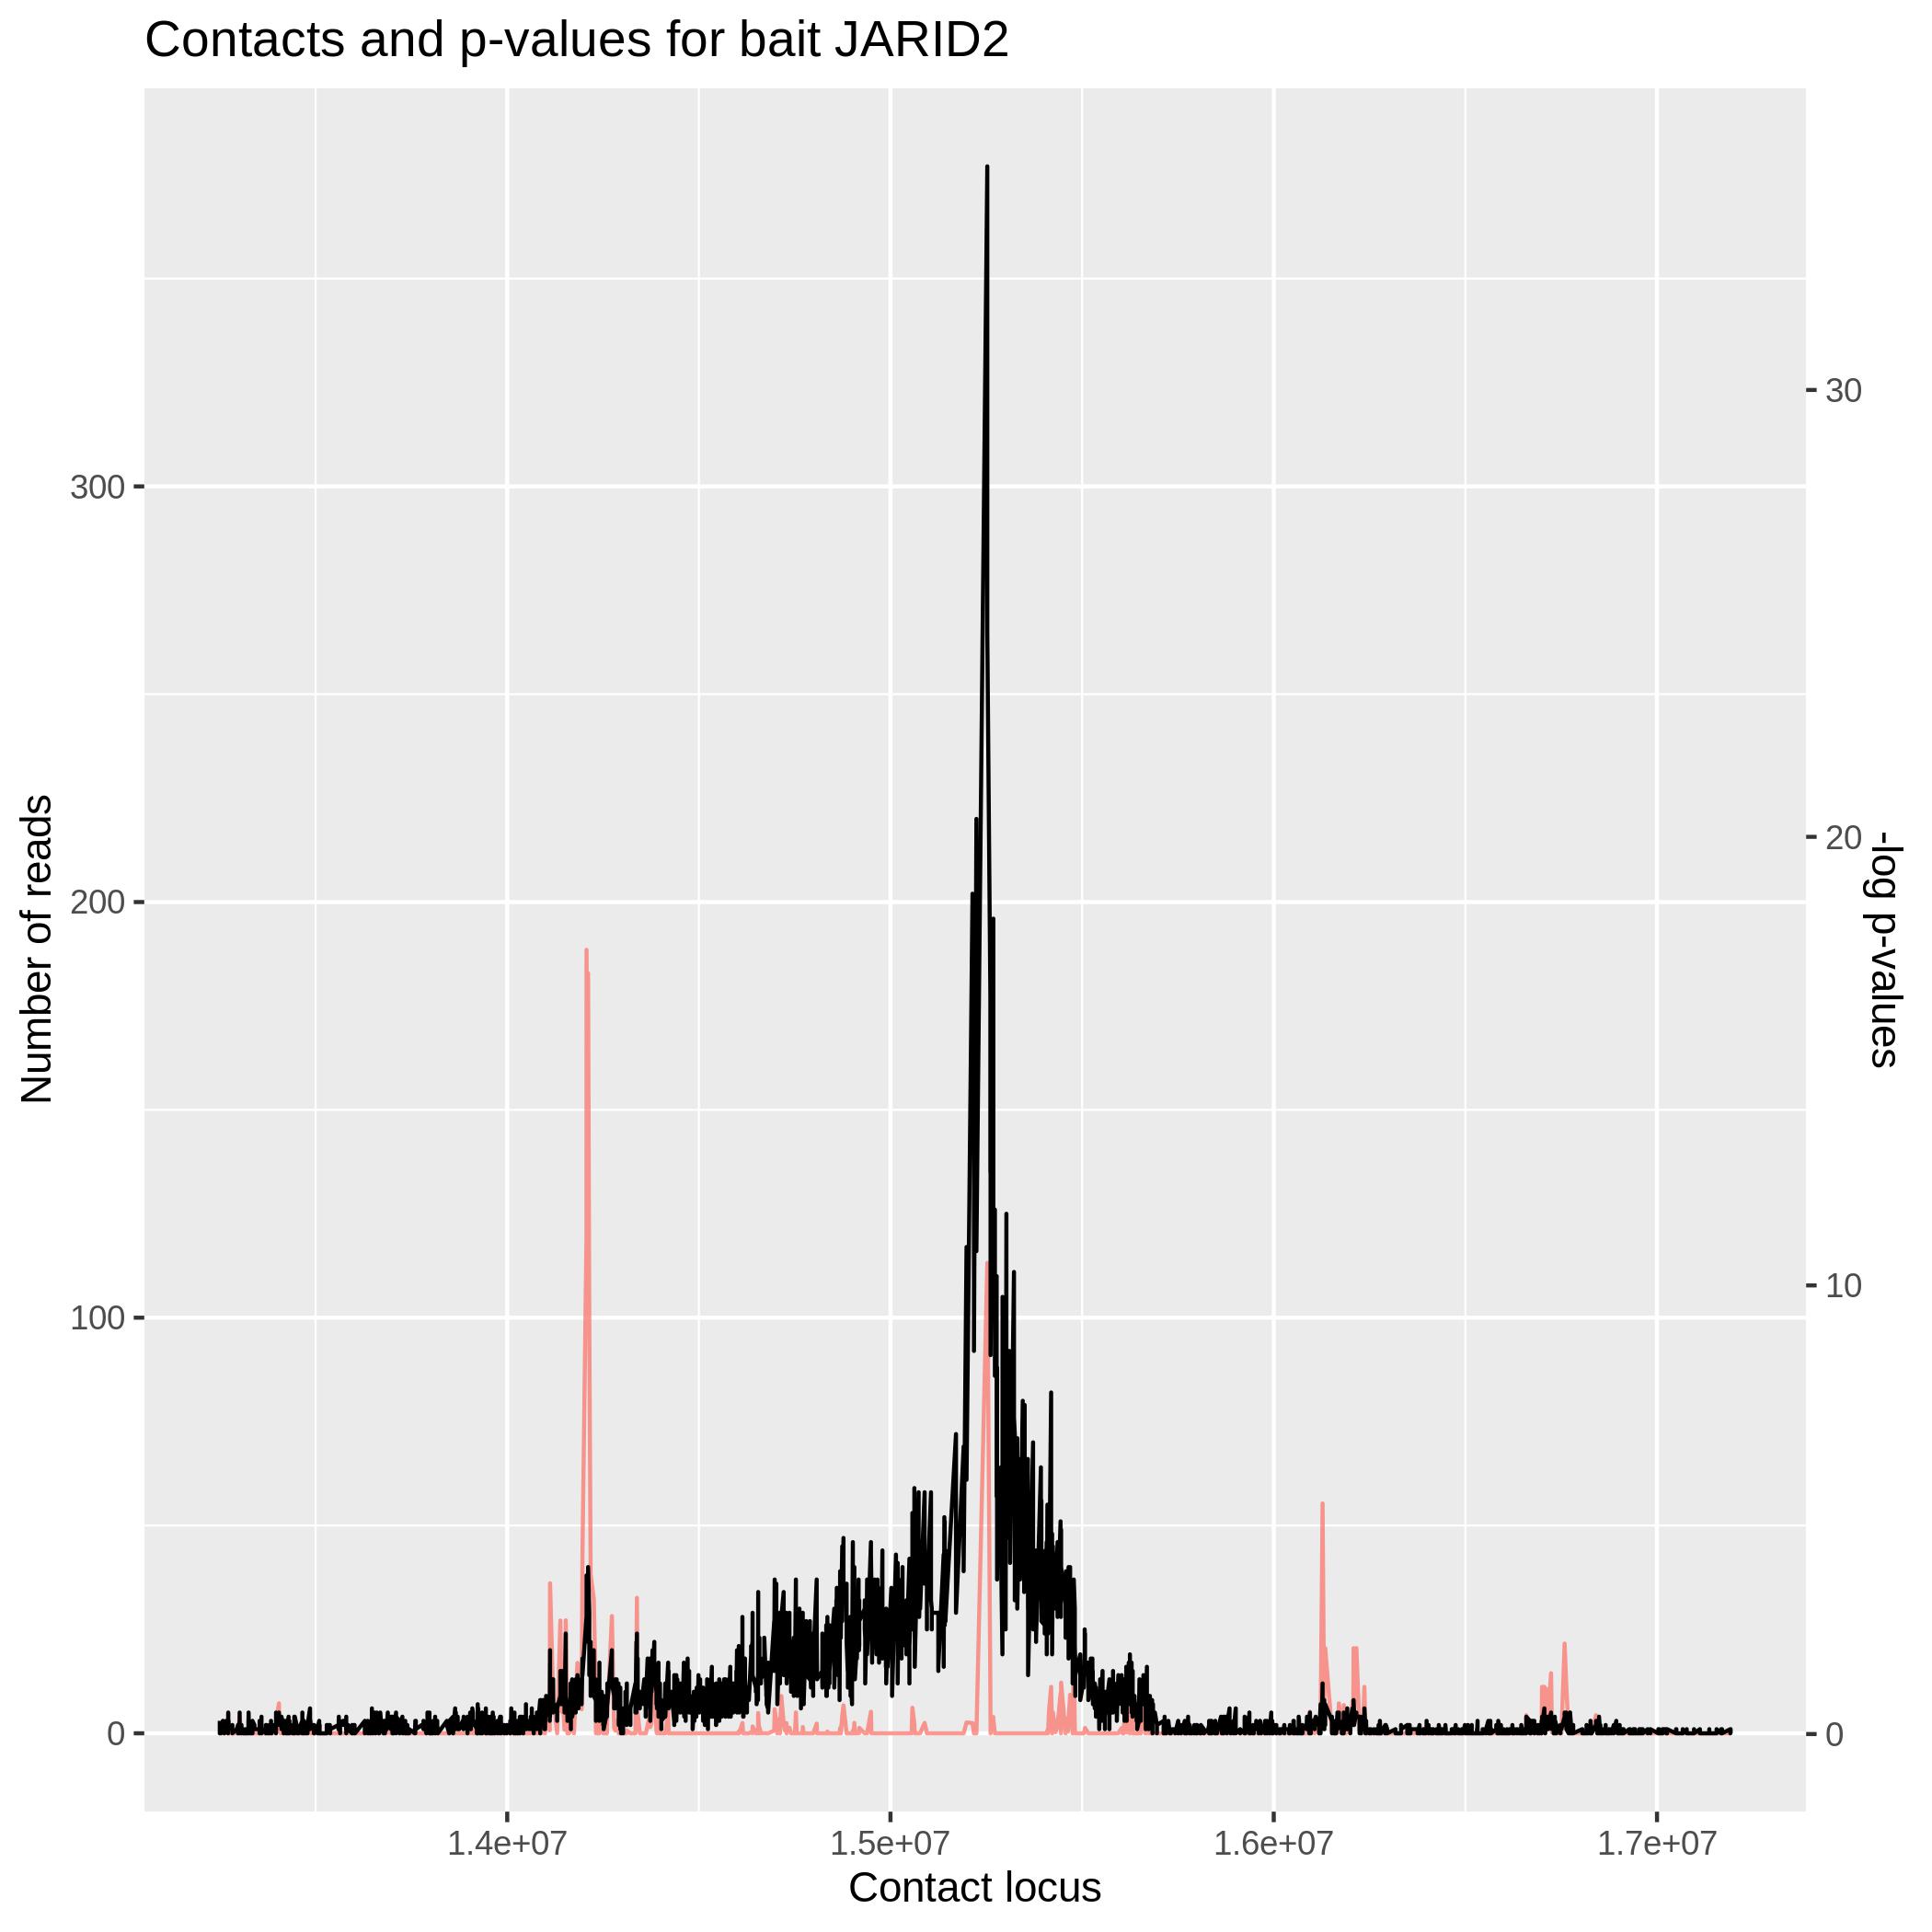 Contacts and p-values for bait JARID2
Number of reads
300
200
100
0
30
20
10
0
-log p-values
1.4e+07 1.5e+07 1.6e+07 1.7e+07
Contact locus